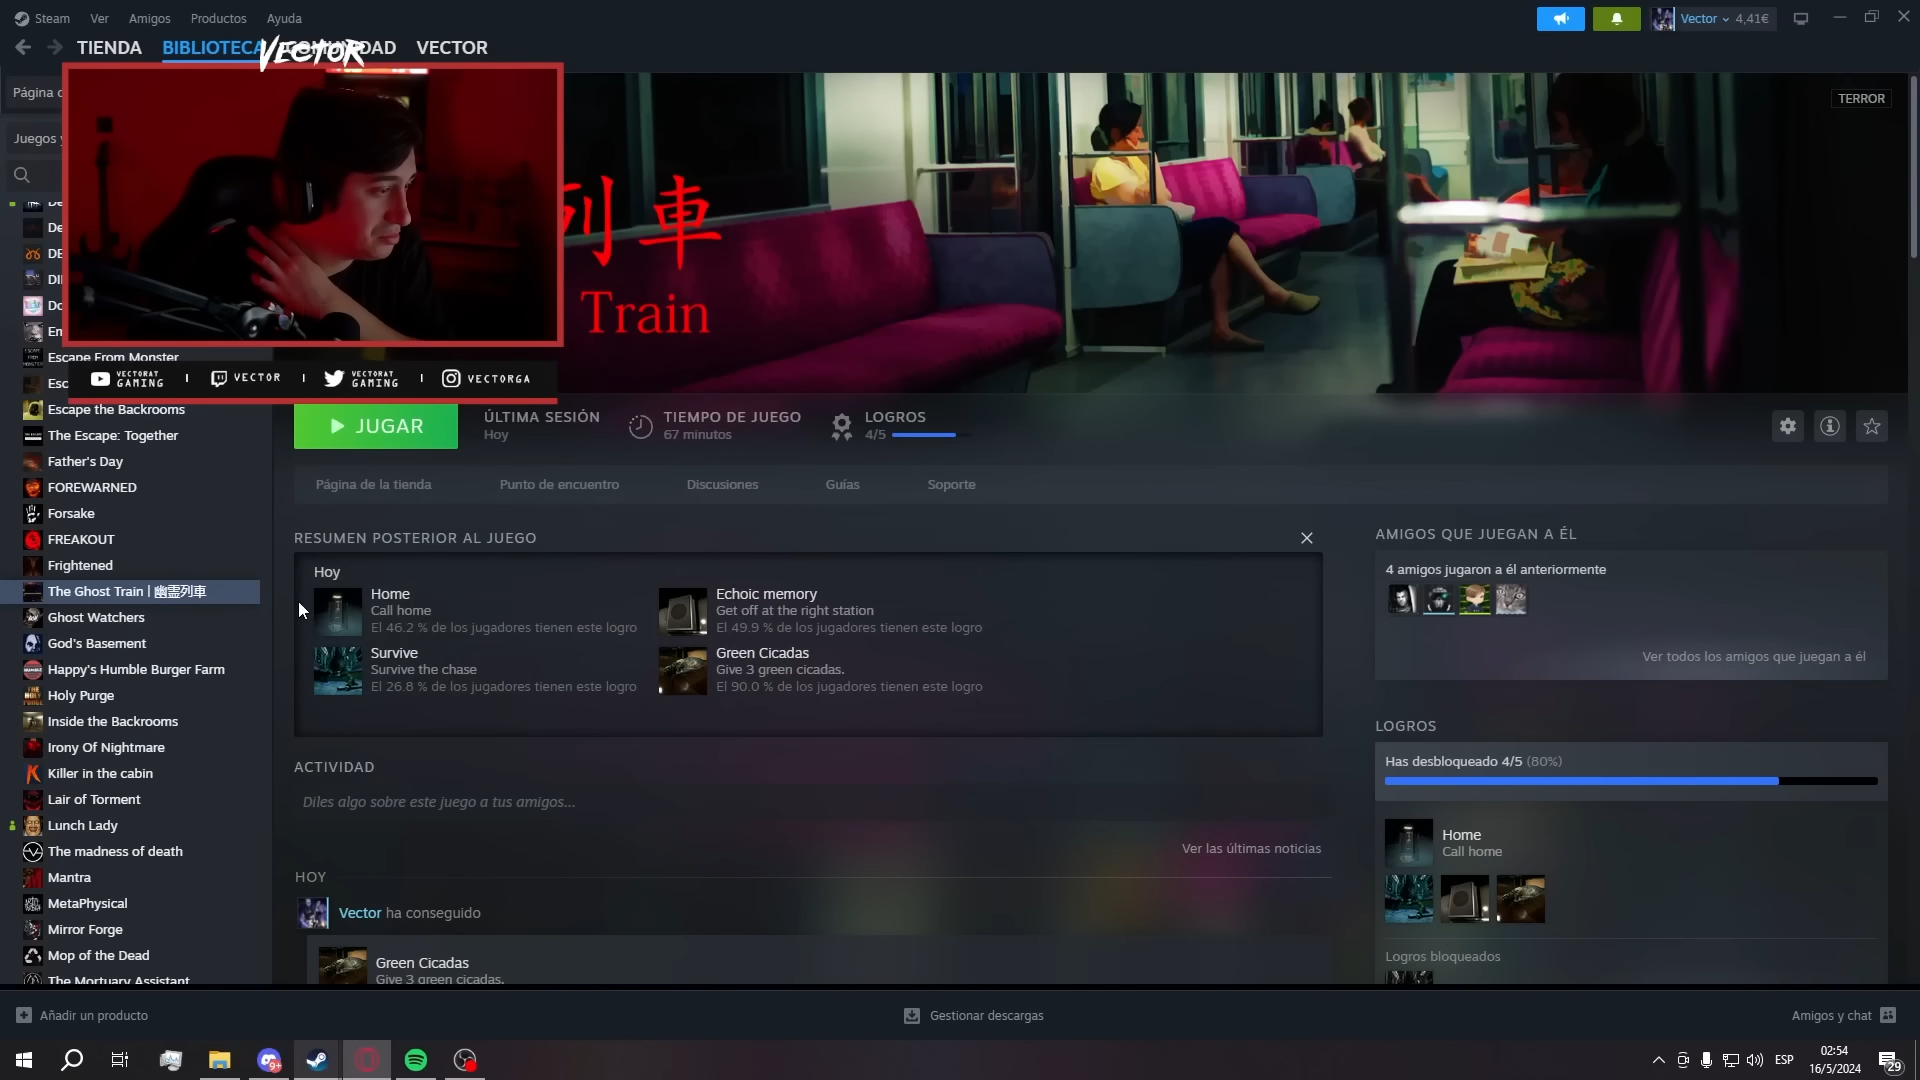 Steam
Ver
Amigos
Productos
Ayuda
Vector
4,41€
TIENDA
BIBLIOTECA
COMUNIDAD
VECTOR
VECTOR
Página
Juegos y
TERROR
列車
Train
VECTORAT GAMING
VECTOR
VECTORAT GAMING
VECTORGA
De
De
DE
Escape From Monster
Esc
Escape the Backrooms
The Escape: Together
Father's Day
FOREWARNED
Forsake
FREAKOUT
Frightened
The Ghost Train | 幽霊列車
Ghost Watchers
God's Basement
Happy's Humble Burger Farm
Holy Purge
Inside the Backrooms
Irony Of Nightmare
Killer in the cabin
Lair of Torment
Lunch Lady
The madness of death
Mantra
MetaPhysical
Mirror Forge
Mop of the Dead
The Mortuary Assistant
JUGAR
ÚLTIMA SESIÓN
Hoy
TIEMPO DE JUEGO
67 minutos
LOGROS
4/5
Página de la tienda
Punto de encuentro
Discusiones
Guías
Soporte
RESUMEN POSTERIOR AL JUEGO
Hoy
Home
Call home
El 46.2 % de los jugadores tienen este logro
Echoic memory
Get off at the right station
El 49.9 % de los jugadores tienen este logro
Survive
Survive the chase
El 26.8 % de los jugadores tienen este logro
Green Cicadas
Give 3 green cicadas.
El 90.0 % de los jugadores tienen este logro
ACTIVIDAD
Diles algo sobre este juego a tus amigos...
Ver las últimas noticias
HOY
Vector ha conseguido
Green Cicadas
Give 3 green cicadas.
AMIGOS QUE JUEGAN A ÉL
4 amigos jugaron a él anteriormente
Ver todos los amigos que juegan a él
LOGROS
Has desbloqueado 4/5 (80%)
Home
Call home
Logros bloqueados
Añadir un producto
Gestionar descargas
Amigos y chat
9+
ESP
02:54
16/5/2024
29